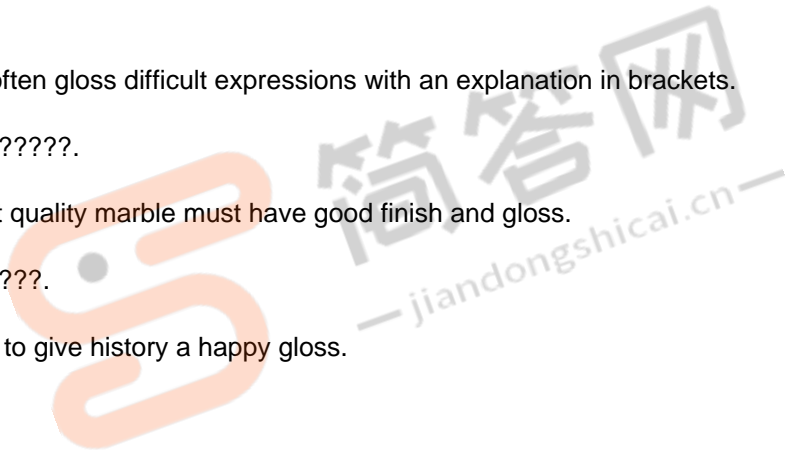 often gloss difficult expressions with an explanation in brackets.
?????.
quality marble must have good finish and gloss.
???.
to give history a happy gloss.
简答网
jiandongshicai.cn